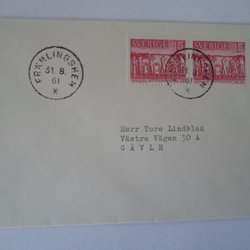 FRÄMLINGSHEM
31.8.
61
SVERIGE 15
SVERIGE 15
Herr Tore Lindblad
Västra Vägen 30 A
GÄVLE